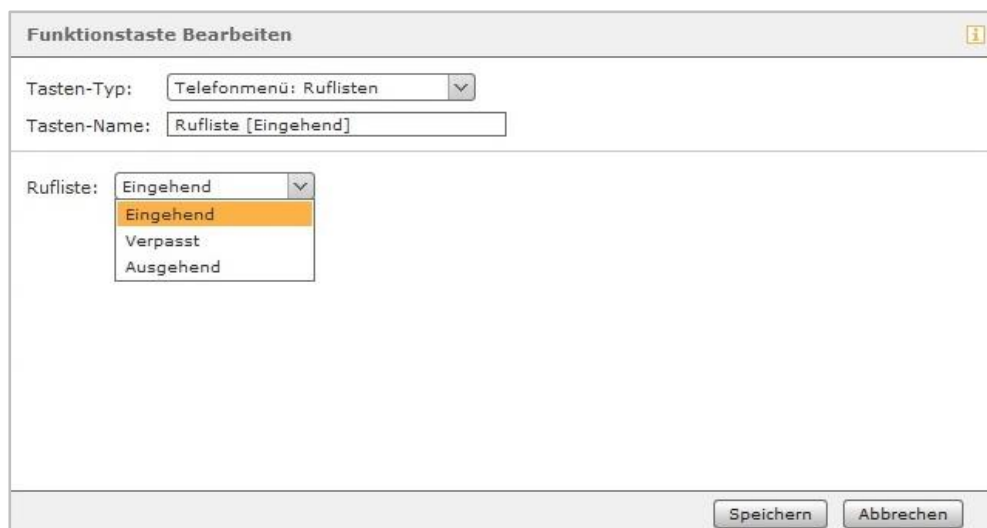 Funktionstaste Bearbeiten
Tasten-Typ: Telefonmenü: Ruflisten
Tasten-Name: Rufliste [Eingehend]
Rufliste: Eingehend
Eingehend
Verpasst
Ausgehend
Speichern Abbrechen